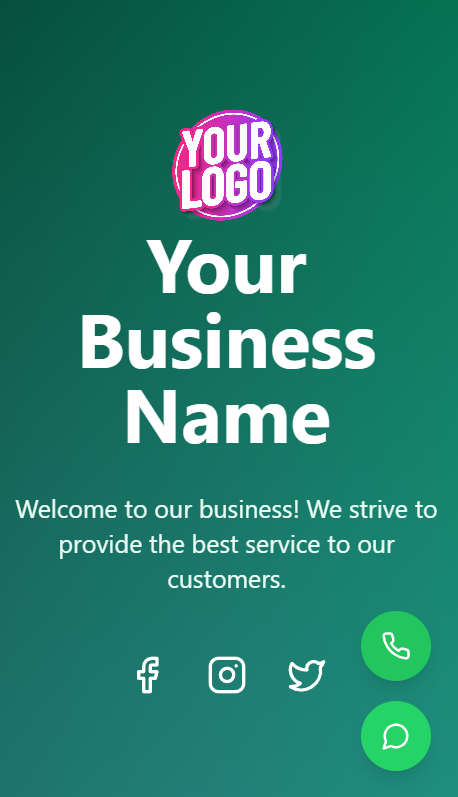 YOUR
LOGO
Your
Business
Name
Welcome to our business! We strive to
provide the best service to our
customers.